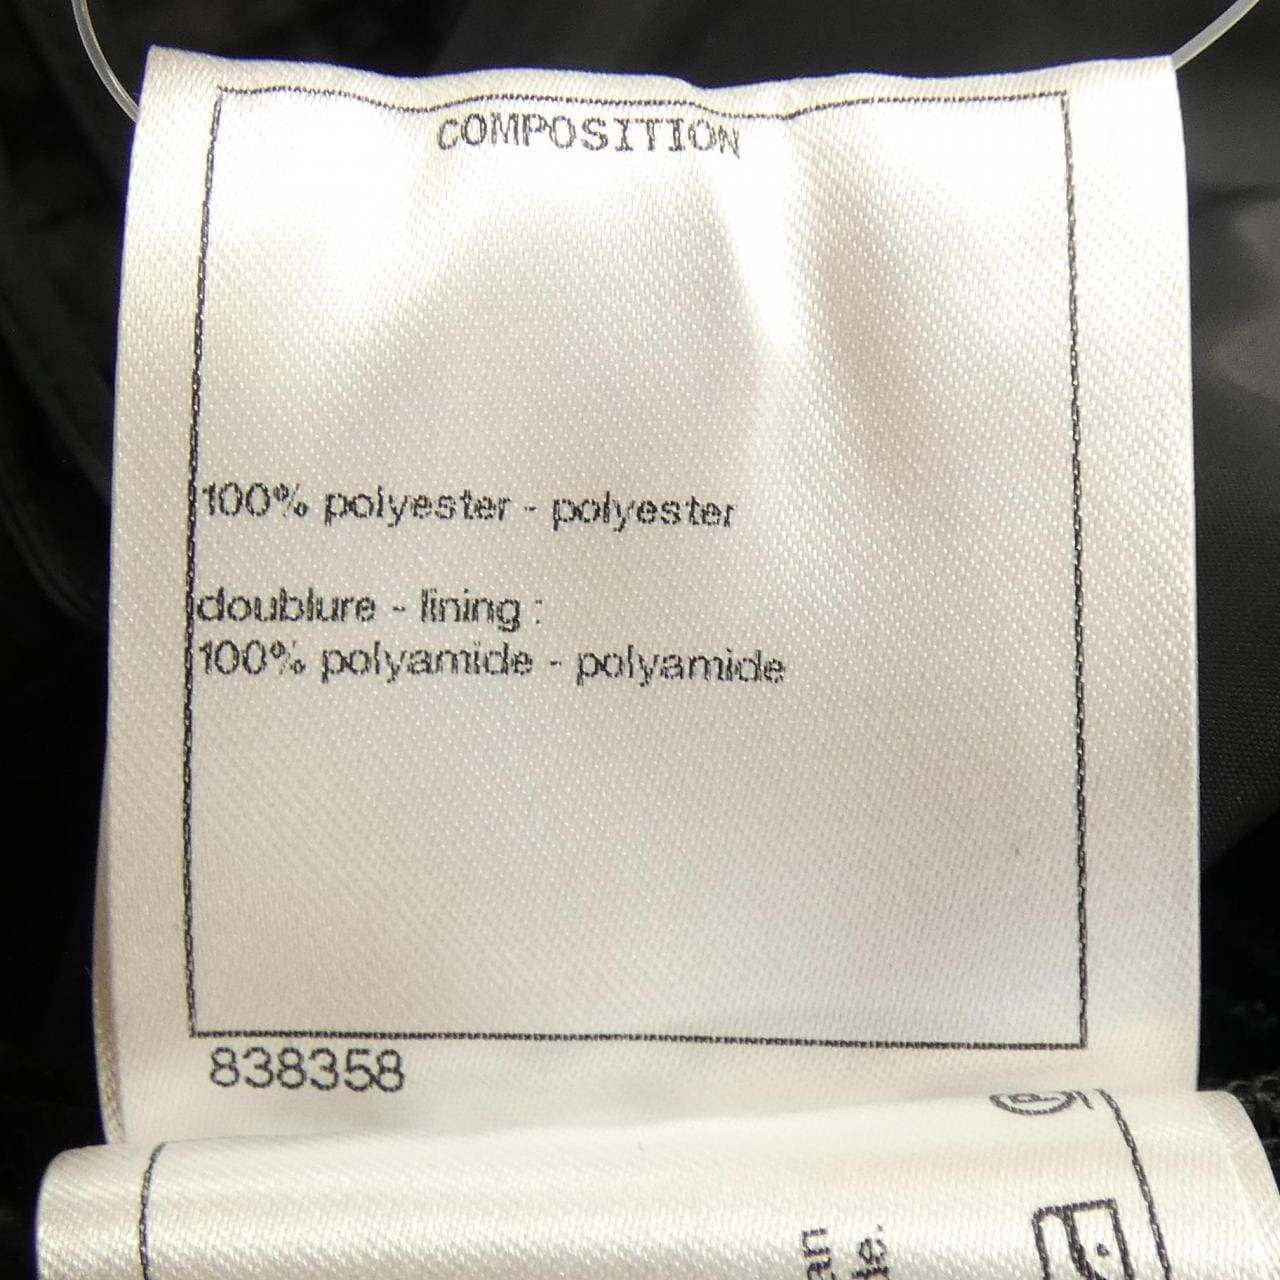 COMPOSITION
100% polyester - polyester
doublure - lining :
100% polyamide - polyamide
838358
P